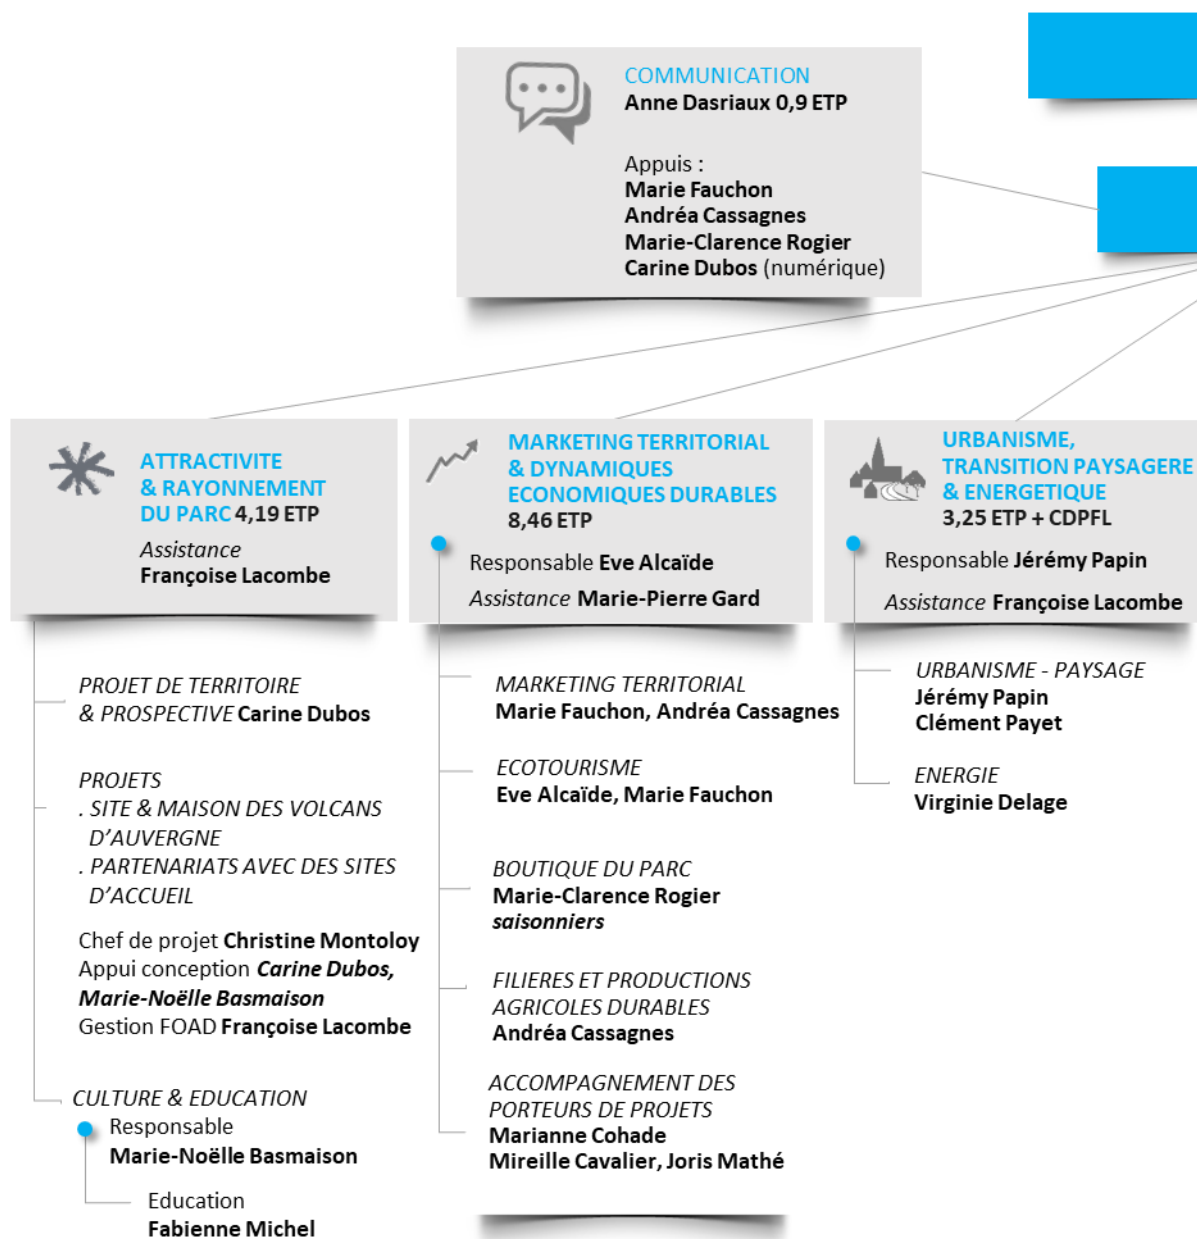 COMMUNICATION
Anne Dasriaux 0,9 ETP
Appuis :
Marie Fauchon
Andréa Cassagnes
Marie-Clarence Rogier
Carine Dubos (numérique)
ATTRACTIVITE
& RAYONNEMENT
DU PARC 4,19 ETP
Assistance
Françoise Lacombe
PROJET DE TERRITOIRE
& PROSPECTIVE Carine Dubos
PROJETS
. SITE & MAISON DES VOLCANS
D’AUVERGNE
. PARTENARIATS AVEC DES SITES
D’ACCUEIL
Chef de projet Christine Montoloy
Appui conception Carine Dubos,
Marie-Noëlle Basmaison
Gestion FOAD Françoise Lacombe
CULTURE & EDUCATION
Responsable
Marie-Noëlle Basmaison
Education
Fabienne Michel
MARKETING TERRITORIAL
& DYNAMIQUES
ECONOMIQUES DURABLES
8,46 ETP
Responsable Eve Alcaïde
Assistance Marie-Pierre Gard
MARKETING TERRITORIAL
Marie Fauchon, Andréa Cassagnes
ECOTOURISME
Eve Alcaïde, Marie Fauchon
BOUTIQUE DU PARC
Marie-Clarence Rogier
saisonniers
FILIERES ET PRODUCTIONS
AGRICOLES DURABLES
Andréa Cassagnes
ACCOMPAGNEMENT DES
PORTEURS DE PROJETS
Marianne Cohade
Mireille Cavalier, Joris Mathé
URBANISME,
TRANSITION PAYSAGERE
& ENERGETIQUE
3,25 ETP + CDPFL
Responsable Jérémy Papin
Assistance Françoise Lacombe
URBANISME - PAYSAGE
Jérémy Papin
Clément Payet
ENERGIE
Virginie Delage